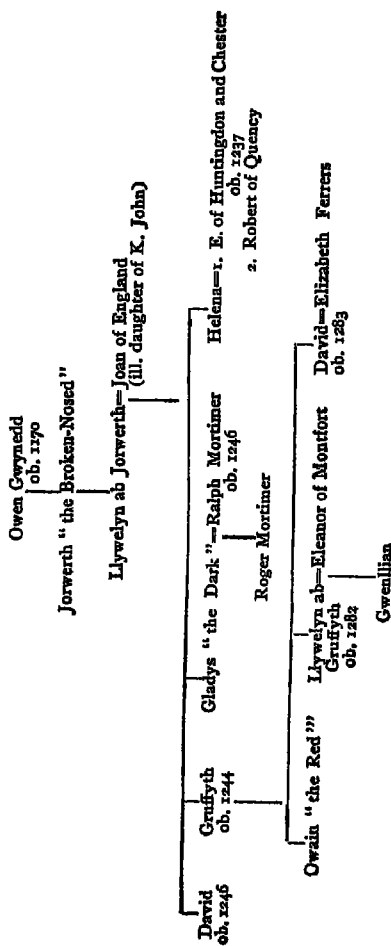 Owen Gwynedd
ob. 1170
Jorwerth " the Broken-Nosed "
Llywelyn ab Jorwerth=Joan of England
(ill. daughter of K. John)
David
ob. 1246
Gruffyth
ob. 1244
Gladys " the Dark "=Ralph Mortimer
ob. 1246
Helena=1. E. of Huntingdon and Chester
ob. 1237
2. Robert of Quency
Roger Mortimer
Owain " the Red "'
Llywelyn ab=Eleanor of Montfort
Gruffyth
ob. 1282
David=Elizabeth Ferrers
ob. 1283
Gwenllian